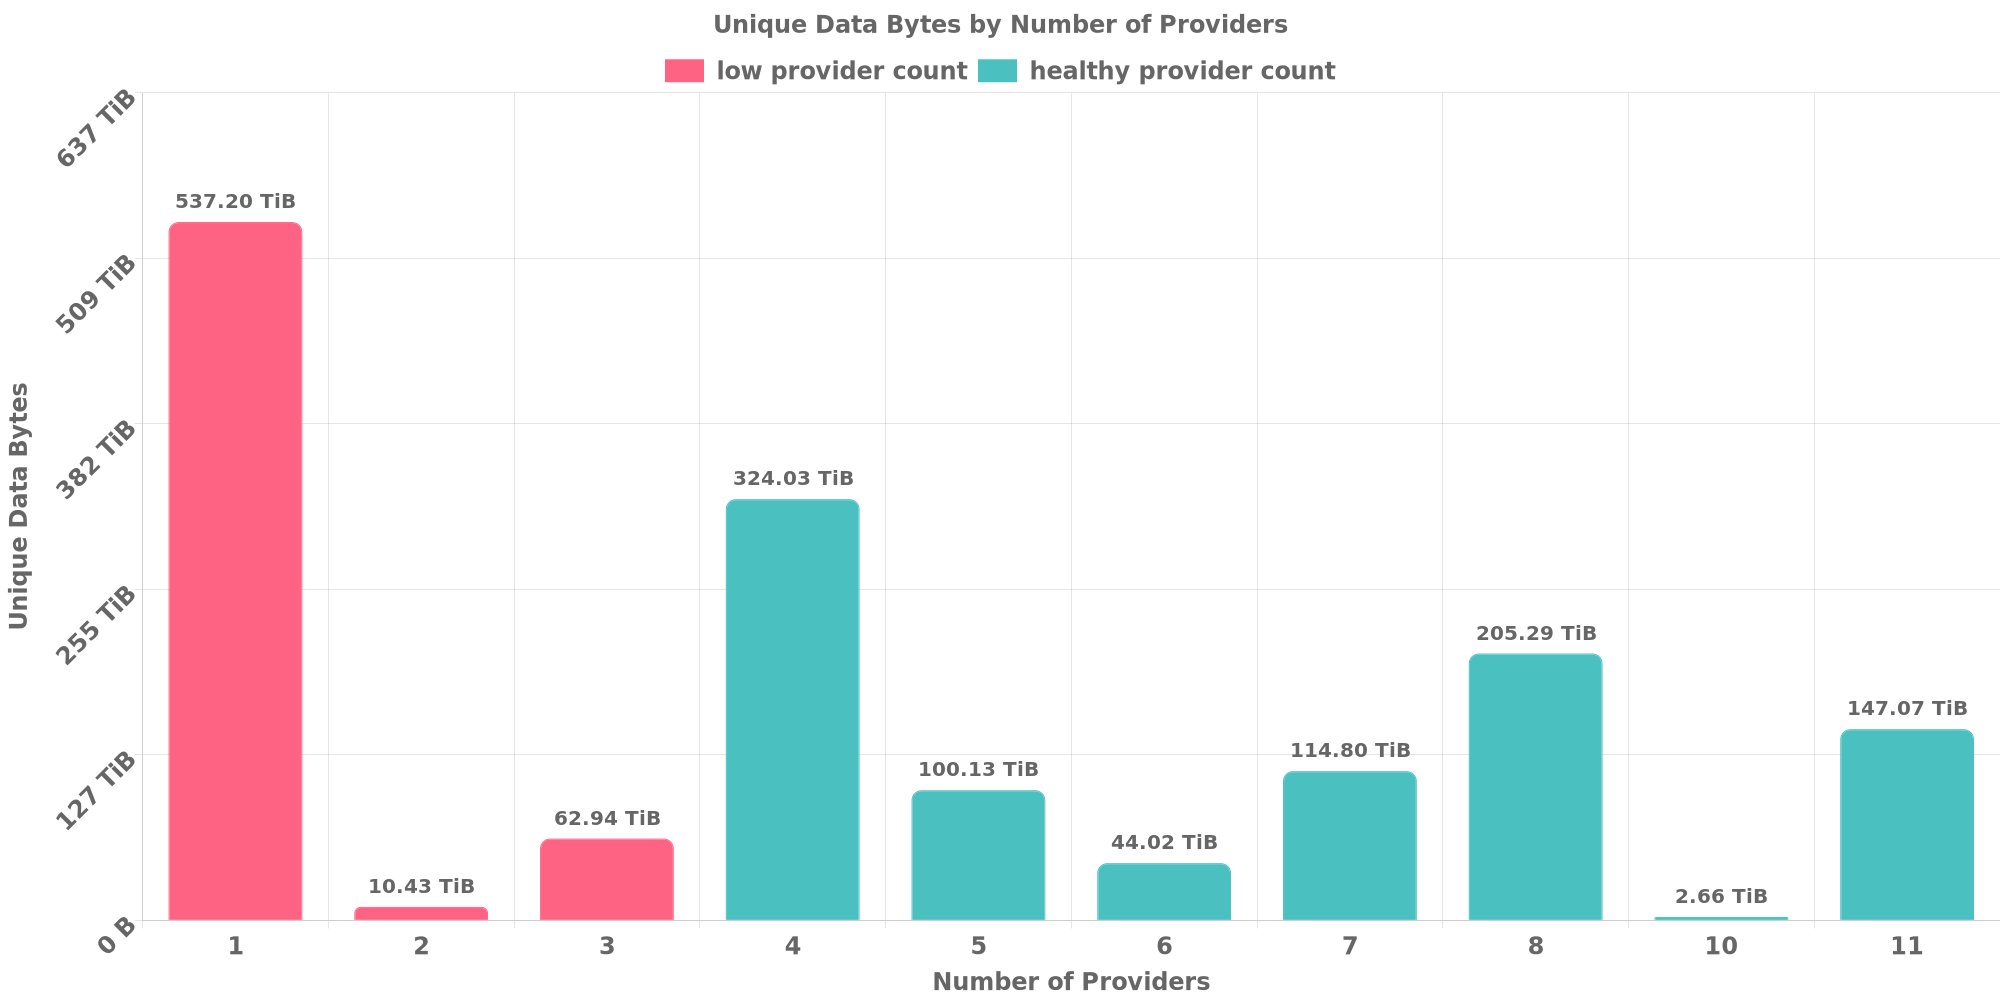 Unique Data Bytes by Number of Providers
low provider count
healthy provider count
637 TiB
509 TiB
382 TiB
255 TiB
127 TiB
0 B
Unique Data Bytes
537.20 TiB
10.43 TiB
62.94 TiB
324.03 TiB
100.13 TiB
44.02 TiB
114.80 TiB
205.29 TiB
2.66 TiB
147.07 TiB
1 2 3 4 5 6 7 8 10 11
Number of Providers